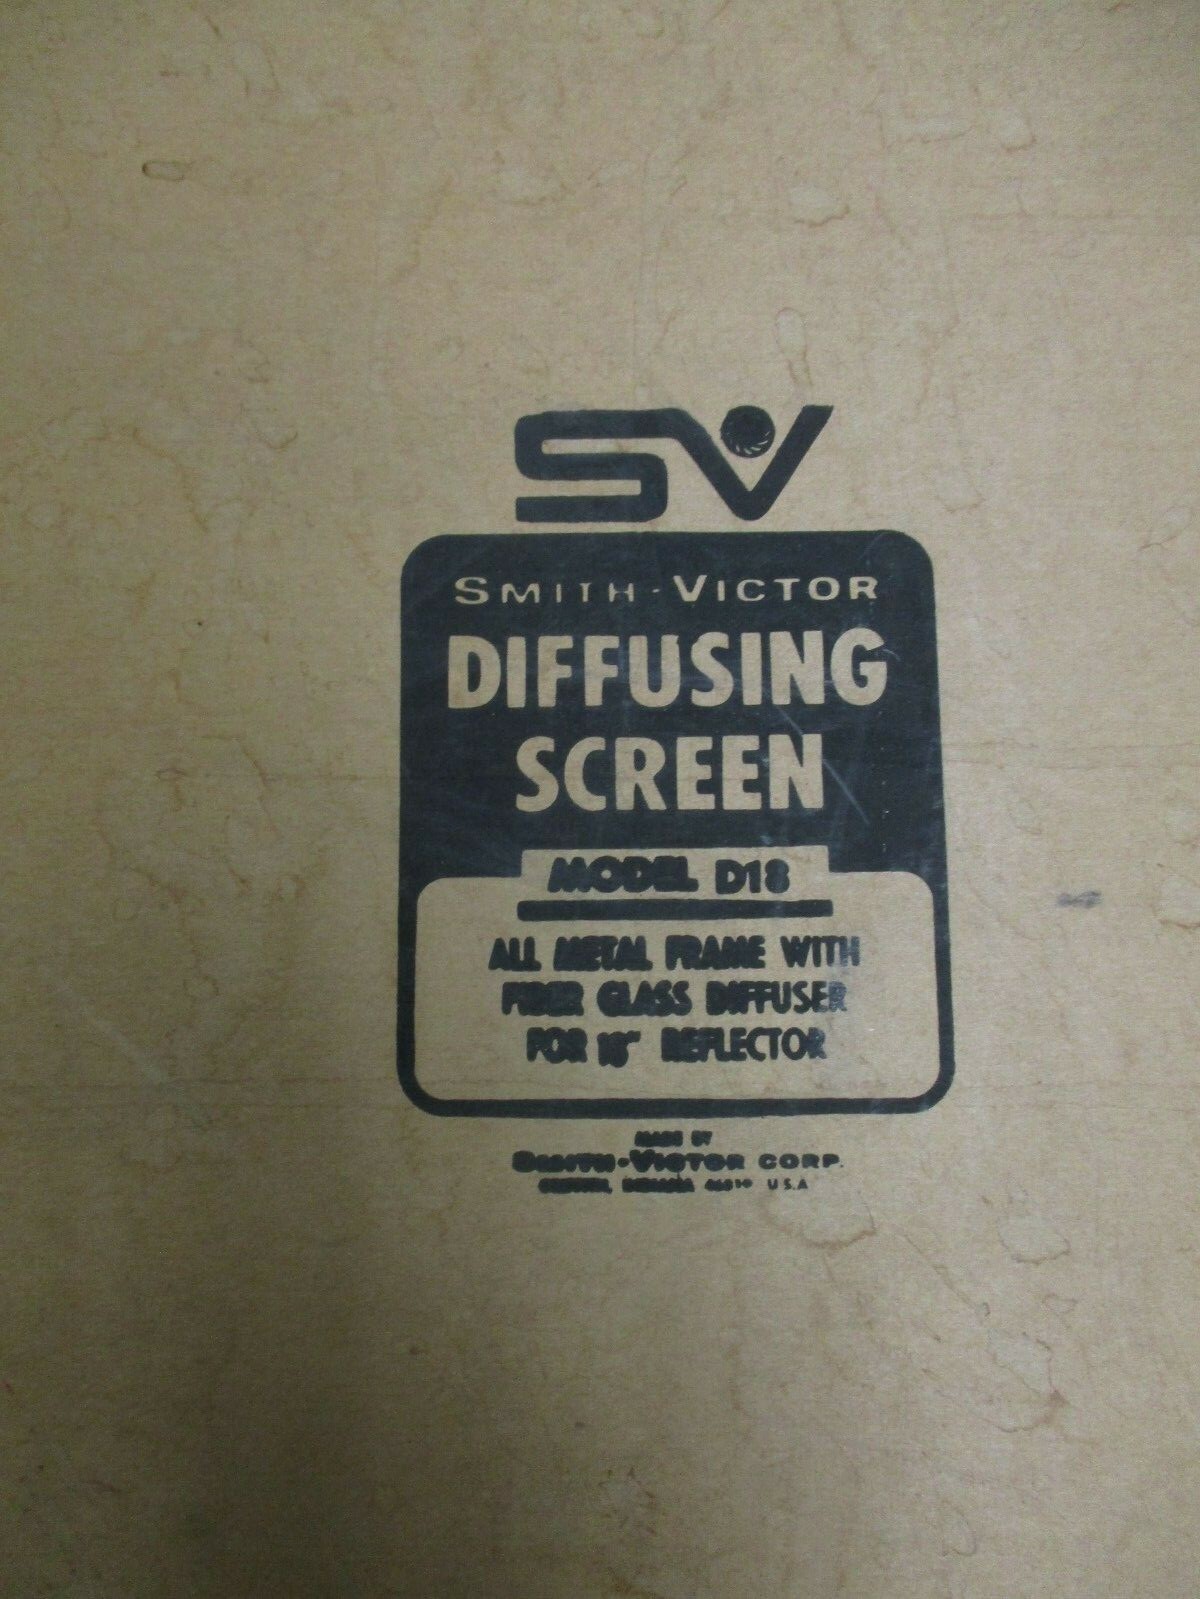 SV
SMITH-VICTOR
DIFFUSING
SCREEN
MODEL D18
ALL METAL FRAME WITH
FIBER GLASS DIFFUSER
FOR 18" REFLECTOR
MADE BY
SMITH-VICTOR CORP.
INDIANA U.S.A